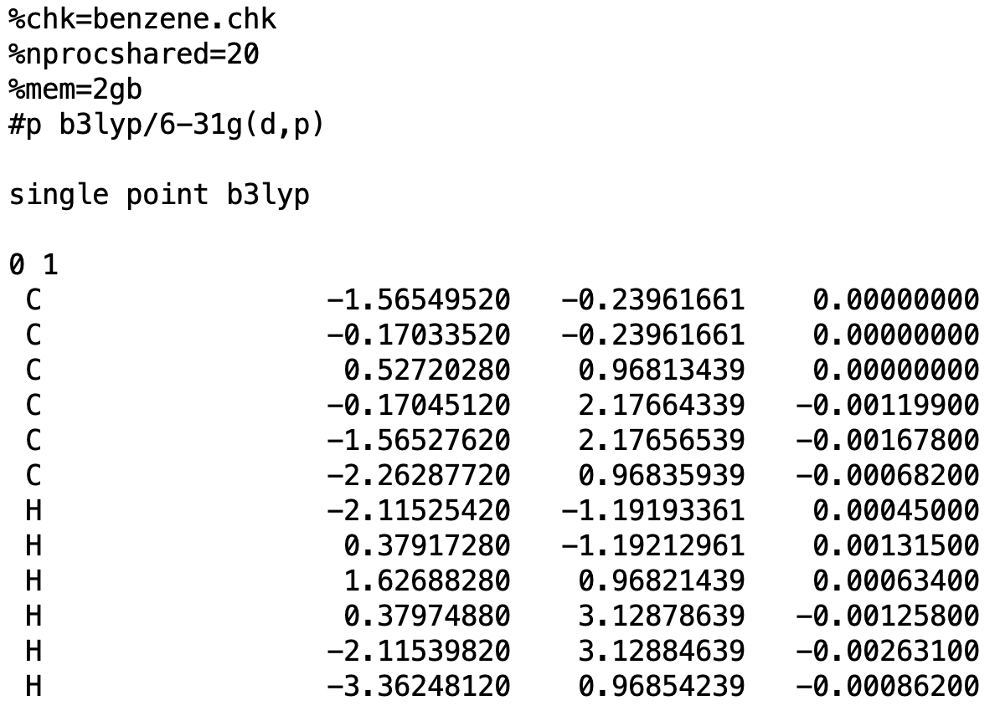 %chk=benzene.chk
%nprocshared=20
%mem=2gb
#p b3lyp/6-31g(d,p)
single point b3lyp
0 1
C -1.56549520 -0.23961661 0.00000000
C -0.17033520 -0.23961661 0.00000000
C 0.52720280 0.96813439 0.00000000
C -0.17045120 2.17664339 -0.00119900
C -1.56527620 2.17656539 -0.00167800
C -2.26287720 0.96835939 -0.00068200
H -2.11525420 -1.19193361 0.00045000
H 0.37917280 -1.19212961 0.00131500
H 1.62688280 0.96821439 0.00063400
H 0.37974880 3.12878639 -0.00125800
H -2.11539820 3.12884639 -0.00263100
H -3.36248120 0.96854239 -0.00086200